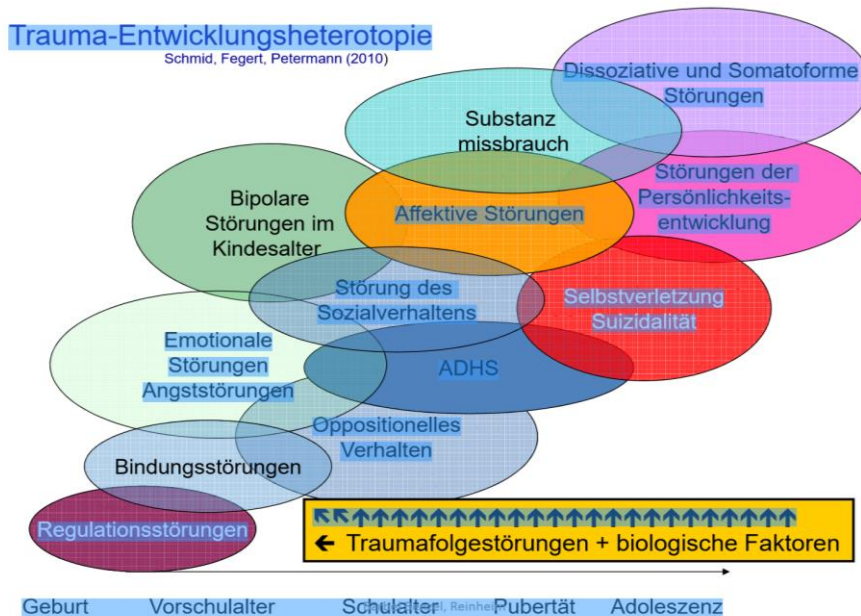 Trauma-Entwicklungsheterotopie
Schmid, Fegert, Petermann (2010)
Dissoziative und Somatoforme
Störungen
Substanz
missbrauch
Störungen der
Persönlichkeits-
entwicklung
Bipolare
Störungen im
Kindesalter
Affektive Störungen
Störung des
Sozialverhaltens
Selbstverletzung
Suizidalität
Emotionale
Störungen
Angststörungen
ADHS
Oppositionelles
Verhalten
Bindungsstörungen
Regulationsstörungen
← Traumafolgestörungen + biologische Faktoren
Geburt Vorschulalter Schulalter Pubertät Adoleszenz